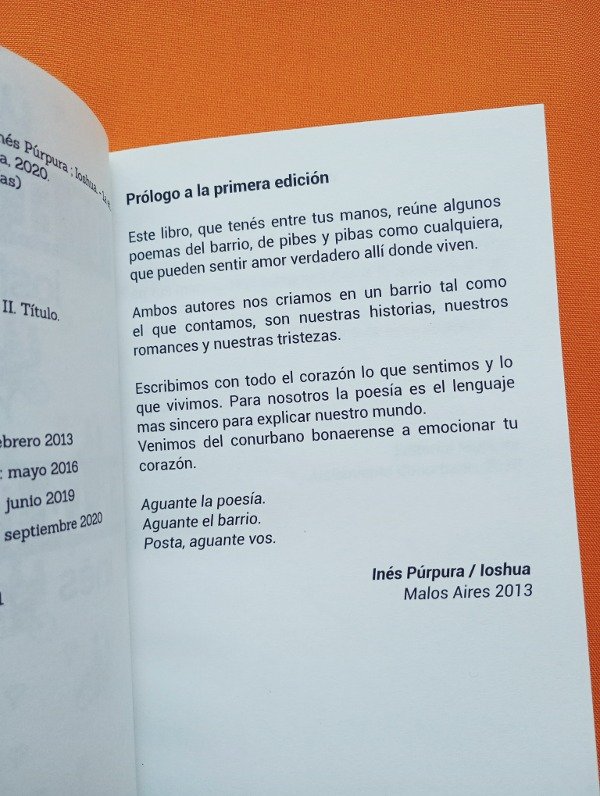 nés Púrpura ; Ioshua. - La
a, 2020.
as)
II. Título.
ebrero 2013
: mayo 2016
junio 2019
septiembre 2020
Prólogo a la primera edición
Este libro, que tenés entre tus manos, reúne algunos
poemas del barrio, de pibes y pibas como cualquiera,
que pueden sentir amor verdadero allí donde viven.
Ambos autores nos criamos en un barrio tal como
el que contamos, son nuestras historias, nuestros
romances y nuestras tristezas.
Escribimos con todo el corazón lo que sentimos y lo
que vivimos. Para nosotros la poesía es el lenguaje
mas sincero para explicar nuestro mundo.
Venimos del conurbano bonaerense a emocionar tu
corazón.
Aguante la poesía.
Aguante el barrio.
Posta, aguante vos.
Inés Púrpura / Ioshua
Malos Aires 2013